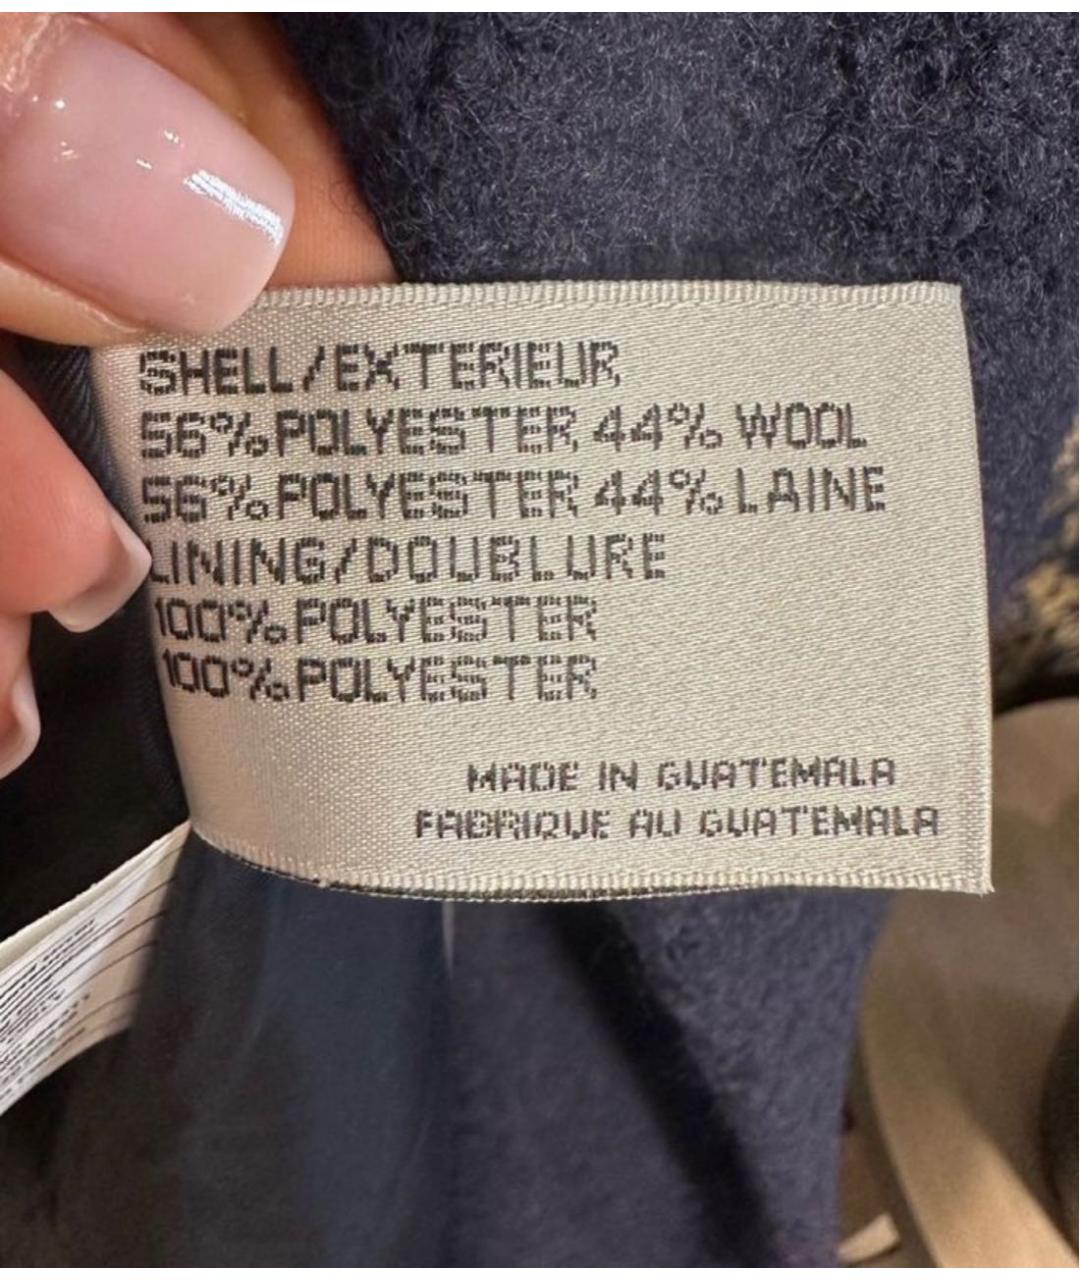 SHELL/EXTERIEUR
56% POLYESTER 44% WOOL
56% POLYESTER 44% LAINE
LINING/DOUBLURE
100% POLYESTER
100% POLYESTER
MADE IN GUATEMALA
FABRIQUE AU GUATEMALA